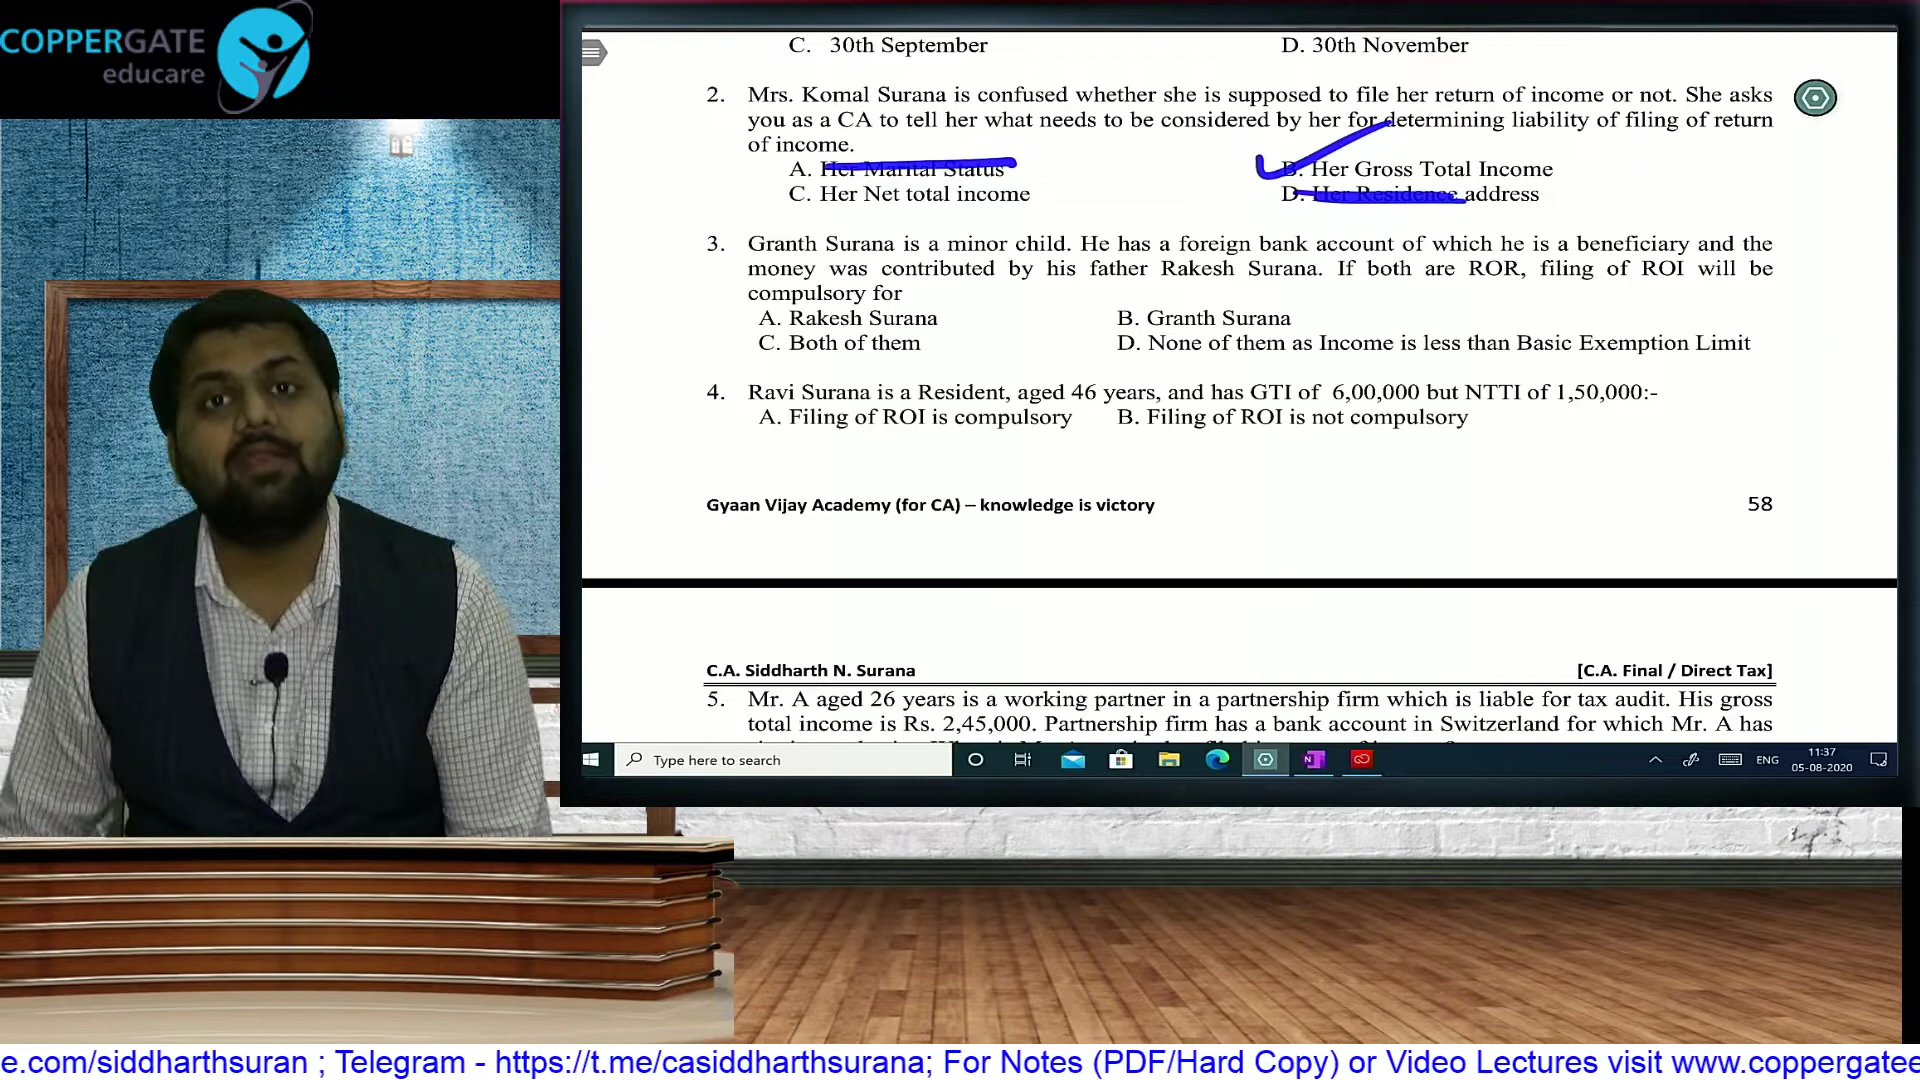 COPPERGATE
educare
C. 30th September D. 30th November
2. Mrs. Komal Surana is confused whether she is supposed to file her return of income or not. She asks
you as a CA to tell her what needs to be considered by her for determining liability of filing of return
of income.
A. Her Marital Status B. Her Gross Total Income
C. Her Net total income D. Her Residence address
3. Granth Surana is a minor child. He has a foreign bank account of which he is a beneficiary and the
money was contributed by his father Rakesh Surana. If both are ROR, filing of ROI will be
compulsory for
A. Rakesh Surana B. Granth Surana
C. Both of them D. None of them as Income is less than Basic Exemption Limit
4. Ravi Surana is a Resident, aged 46 years, and has GTI of 6,00,000 but NTTI of 1,50,000:-
A. Filing of ROI is compulsory B. Filing of ROI is not compulsory
Gyaan Vijay Academy (for CA) – knowledge is victory 58
C.A. Siddharth N. Surana [C.A. Final / Direct Tax]
5. Mr. A aged 26 years is a working partner in a partnership firm which is liable for tax audit. His gross
total income is Rs. 2,45,000. Partnership firm has a bank account in Switzerland for which Mr. A has
Type here to search ENG 11:37
05-08-2020
e.com/siddharthsuran ; Telegram - https://t.me/casiddharthsurana; For Notes (PDF/Hard Copy) or Video Lectures visit www.coppergatee